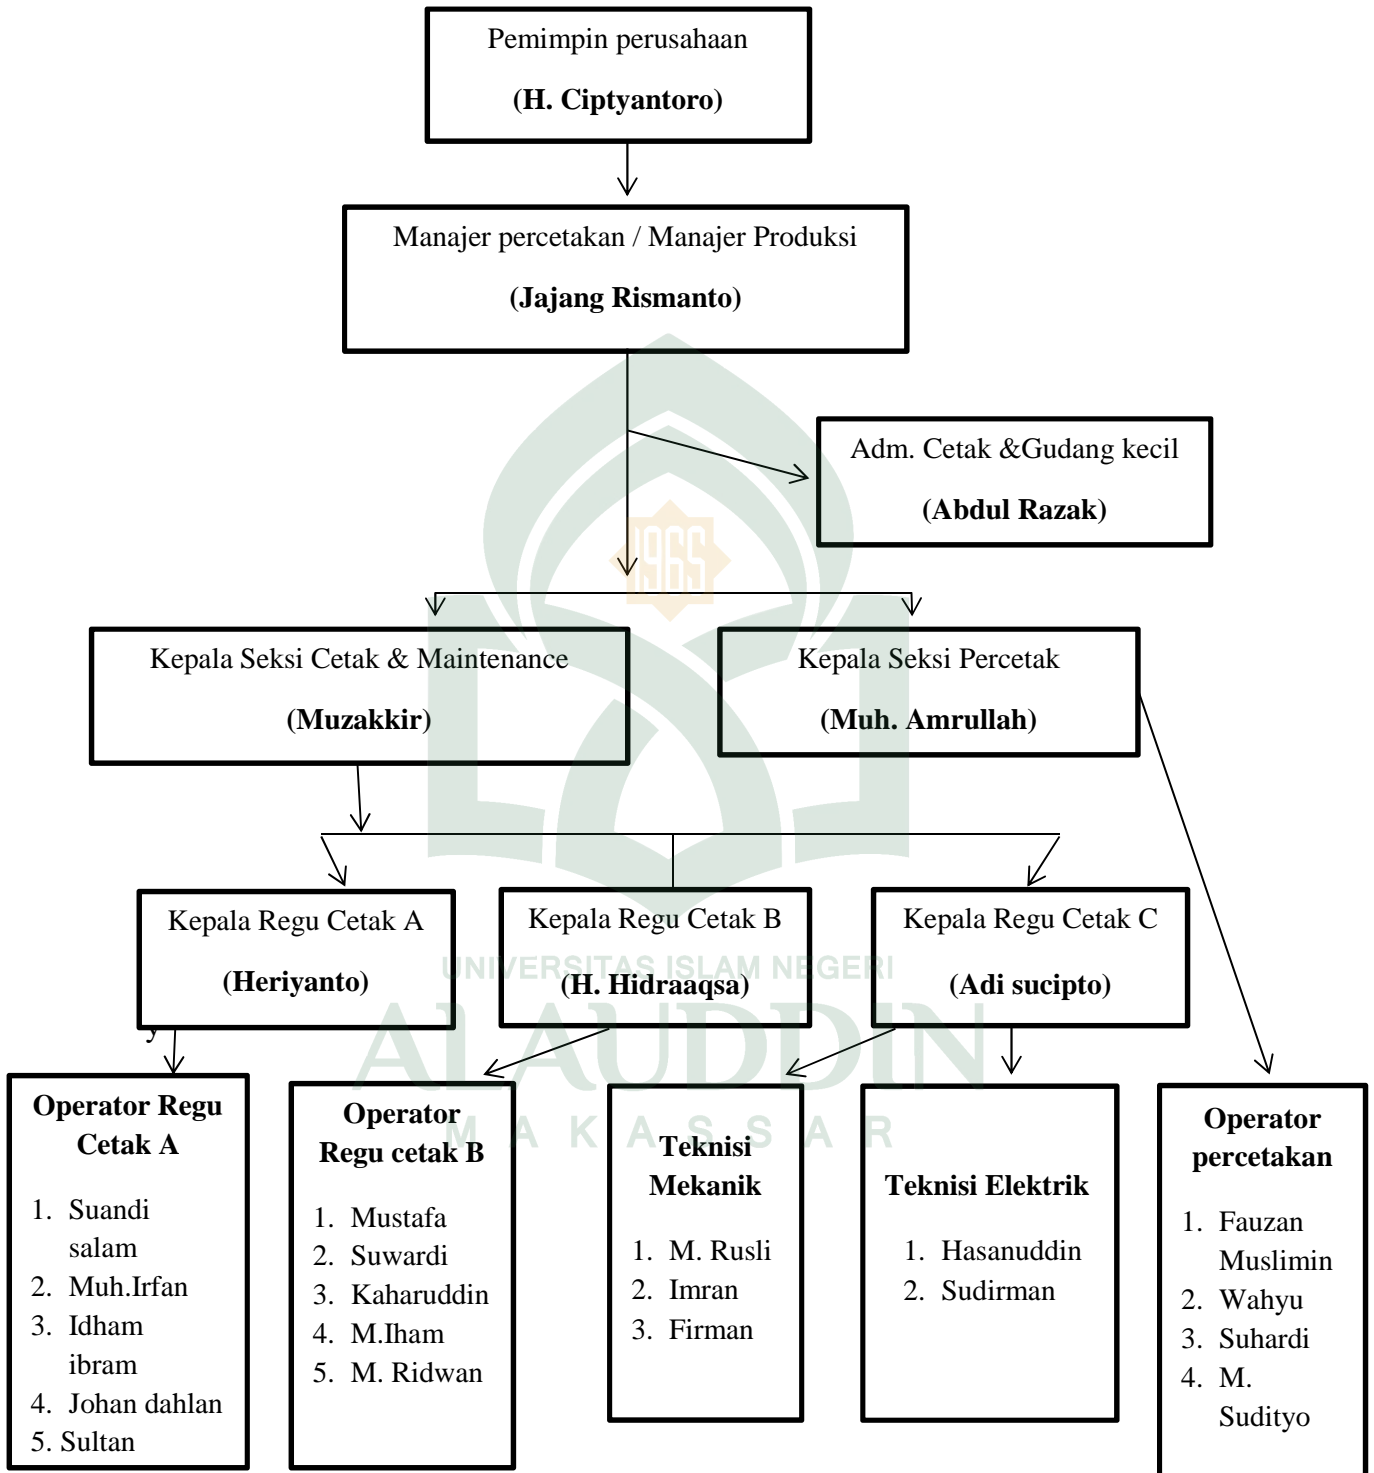 Pemimpin perusahaan
(H. Ciptyantoro)
Manajer percetakan / Manajer Produksi
(Jajang Rismanto)
Adm. Cetak &Gudang kecil
(Abdul Razak)
1965
Kepala Seksi Cetak & Maintenance
(Muzakkir)
Kepala Seksi Percetak
(Muh. Amrullah)
Kepala Regu Cetak A
(Heriyanto)
Kepala Regu Cetak B
(H. Hidraaqsa)
Kepala Regu Cetak C
(Adi sucipto)
UNIVERSITAS ISLAM NEGERI
ALAUDDIN
MAKASSAR
y
Operator Regu
Cetak A
1. Suandi
salam
2. Muh.Irfan
3. Idham
ibram
4. Johan dahlan
5. Sultan
Operator
Regu cetak B
1. Mustafa
2. Suwardi
3. Kaharuddin
4. M.Iham
5. M. Ridwan
Teknisi
Mekanik
1. M. Rusli
2. Imran
3. Firman
Teknisi Elektrik
1. Hasanuddin
2. Sudirman
Operator
percetakan
1. Fauzan
Muslimin
2. Wahyu
3. Suhardi
4. M.
Sudityo